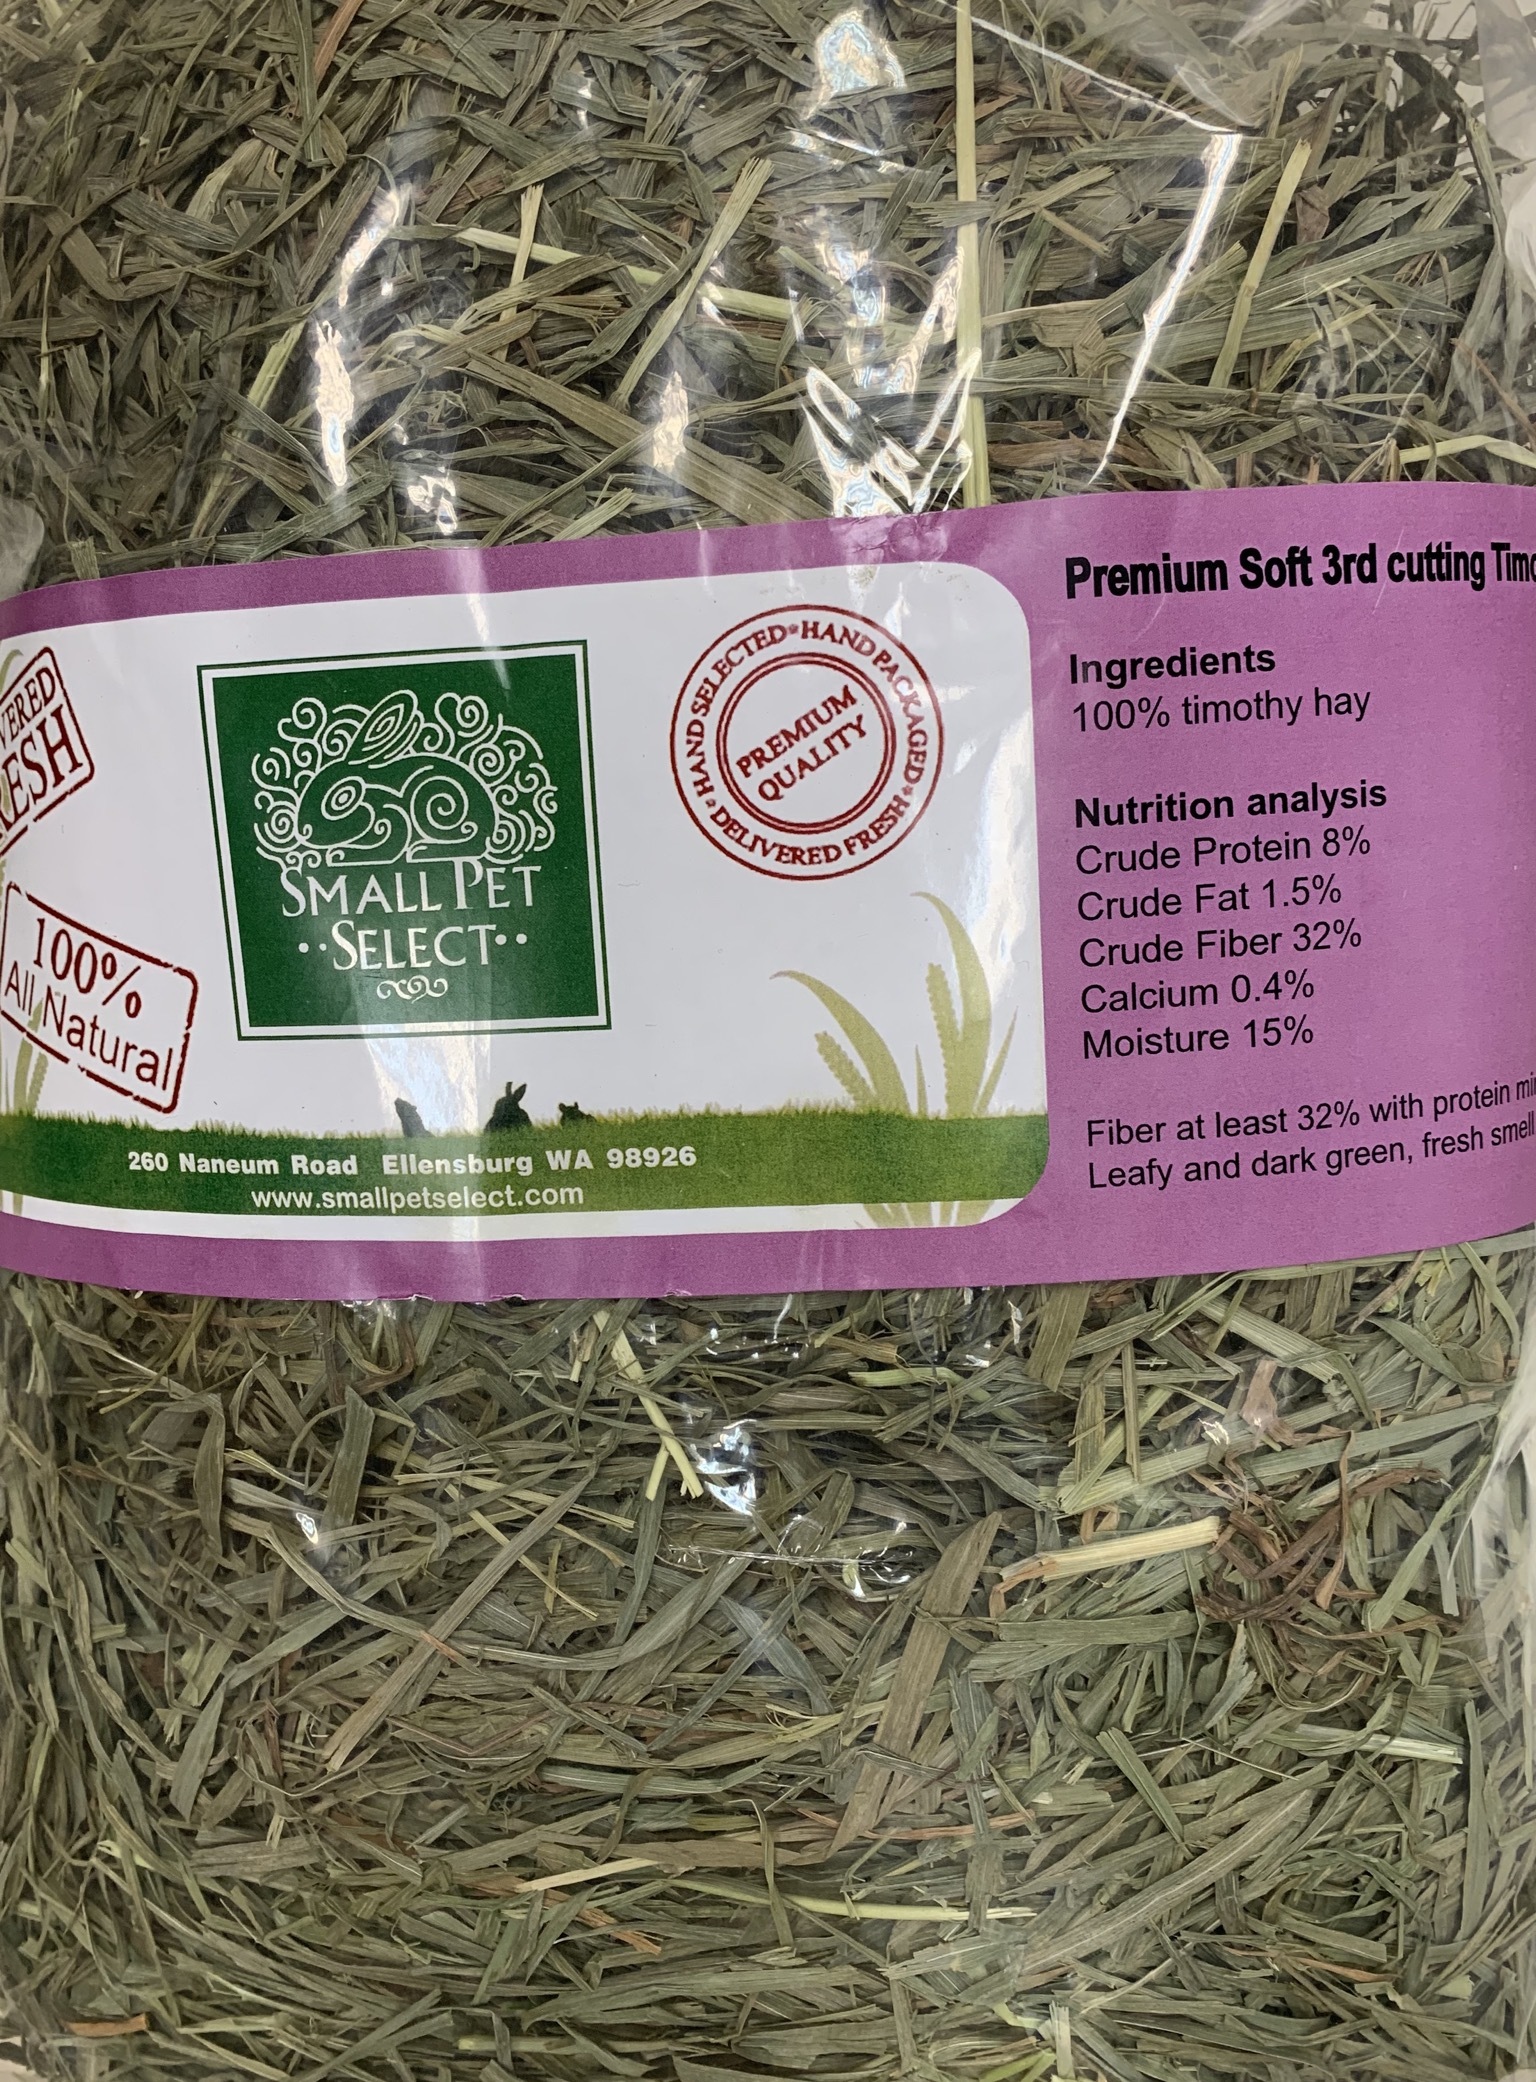 Premium Soft 3rd cutting
Ingredients
100% timothy hay
Nutrition analysis
Crude Protein 8%
Crude Fat 1.5%
Crude Fiber 32%
Calcium 0.4%
Moisture 15%
Fiber at least 32% with protein
Leafy and dark green, fresh smell
HAND SELECTED * HAND PACKAGED * DELIVERED FRESH *
PREMIUM
QUALITY
SMALL PET
··SELECT··
100%
All Natural
260 Naneum Road Ellensburg WA 98926
www.smallpetselect.com